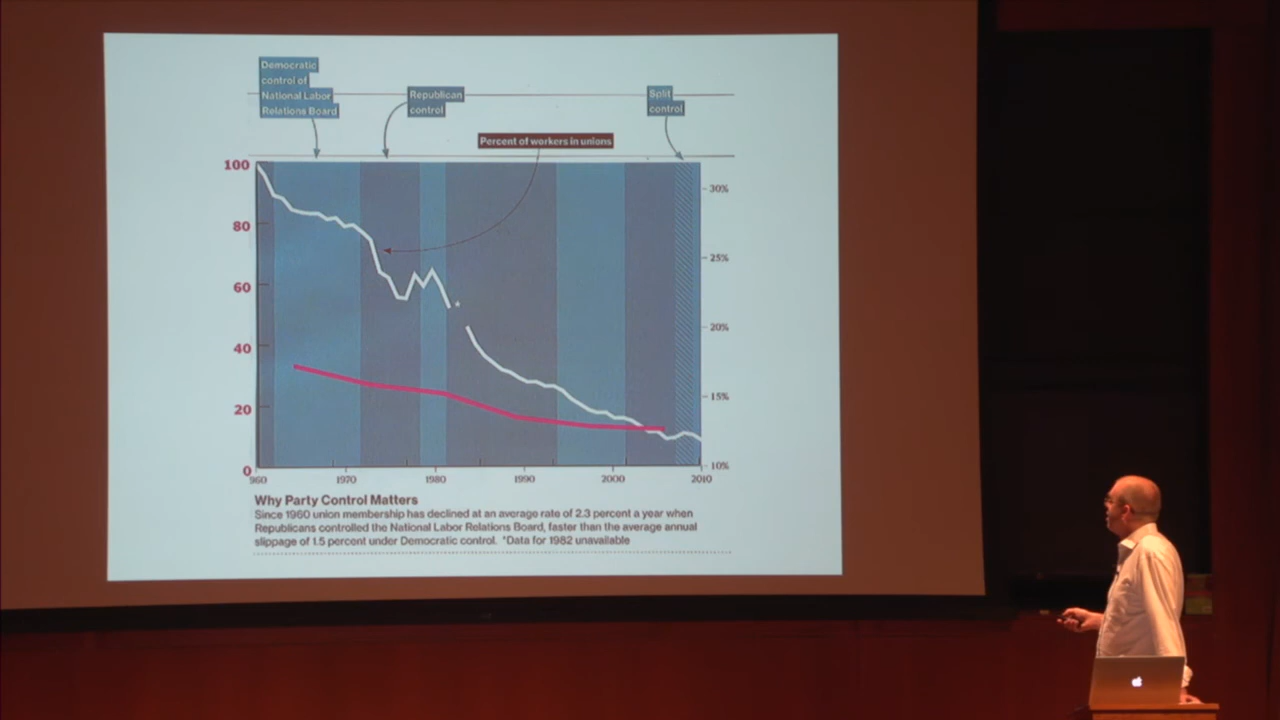 Democratic
control of
National Labor
Relations Board
Republican
control
Split
control
Percent of workers in unions
100
80
60
40
20
0
30%
25%
20%
15%
10%
960
1970
1980
1990
2000
2010
*
Why Party Control Matters
Since 1960 union membership has declined at an average rate of 2.3 percent a year when
Republicans controlled the National Labor Relations Board, faster than the average annual
slippage of 1.5 percent under Democratic control. *Data for 1982 unavailable